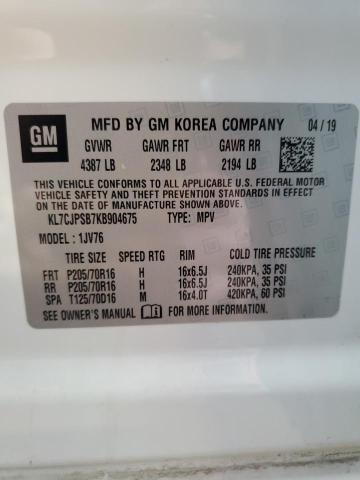 GM
MFD BY GM KOREA COMPANY 04 / 19
GVWR GAWR FRT GAWR RR
4387 LB 2348 LB 2194 LB
THIS VEHICLE CONFORMS TO ALL APPLICABLE U.S. FEDERAL MOTOR
VEHICLE SAFETY AND THEFT PREVENTION STANDARDS IN EFFECT ON
THE DATE OF MANUFACTURE SHOWN ABOVE.
KL7CJPSB7KB904675 TYPE: MPV
MODEL : 1JV76
TIRE SIZE SPEED RTG RIM COLD TIRE PRESSURE
FRT P205/70R16 H 16x6.5J 240KPA, 35 PSI
RR P205/70R16 H 16x6.5J 240KPA, 35 PSI
SPA T125/70D16 M 16x4.0T 420KPA, 60 PSI
SEE OWNER'S MANUAL FOR MORE INFORMATION.